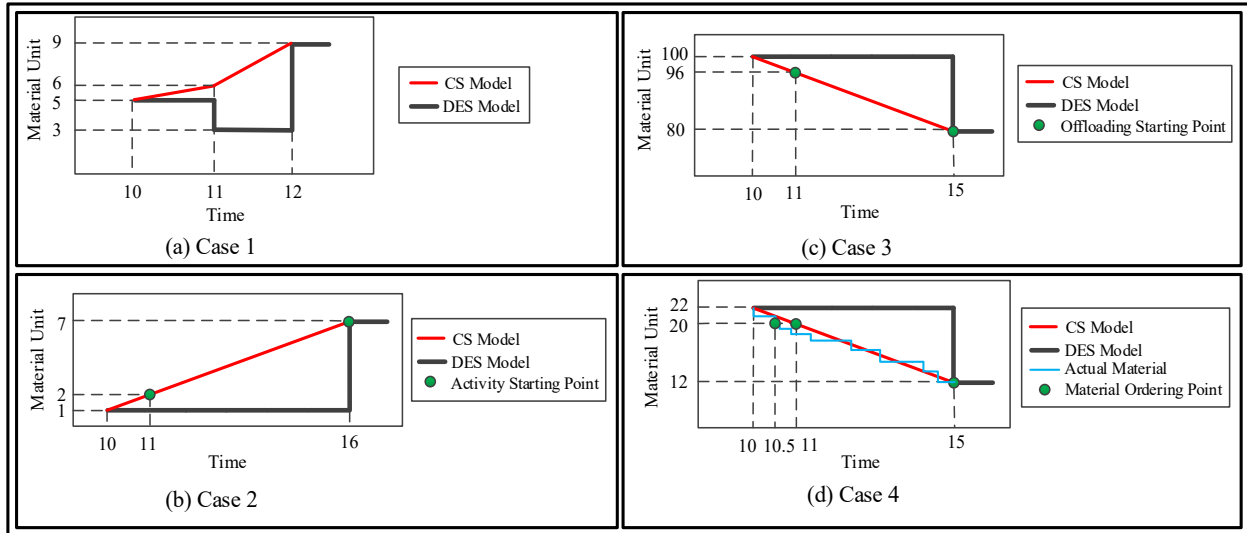 Material Unit
9
6
5
3
10
11
12
Time
CS Model
DES Model
(a) Case 1
Material Unit
100
96
80
10
11
15
Time
CS Model
DES Model
Offloading Starting Point
(c) Case 3
Material Unit
7
2
1
10
11
16
Time
CS Model
DES Model
Activity Starting Point
(b) Case 2
Material Unit
22
20
12
10
10.5
11
15
Time
CS Model
DES Model
Actual Material
Material Ordering Point
(d) Case 4